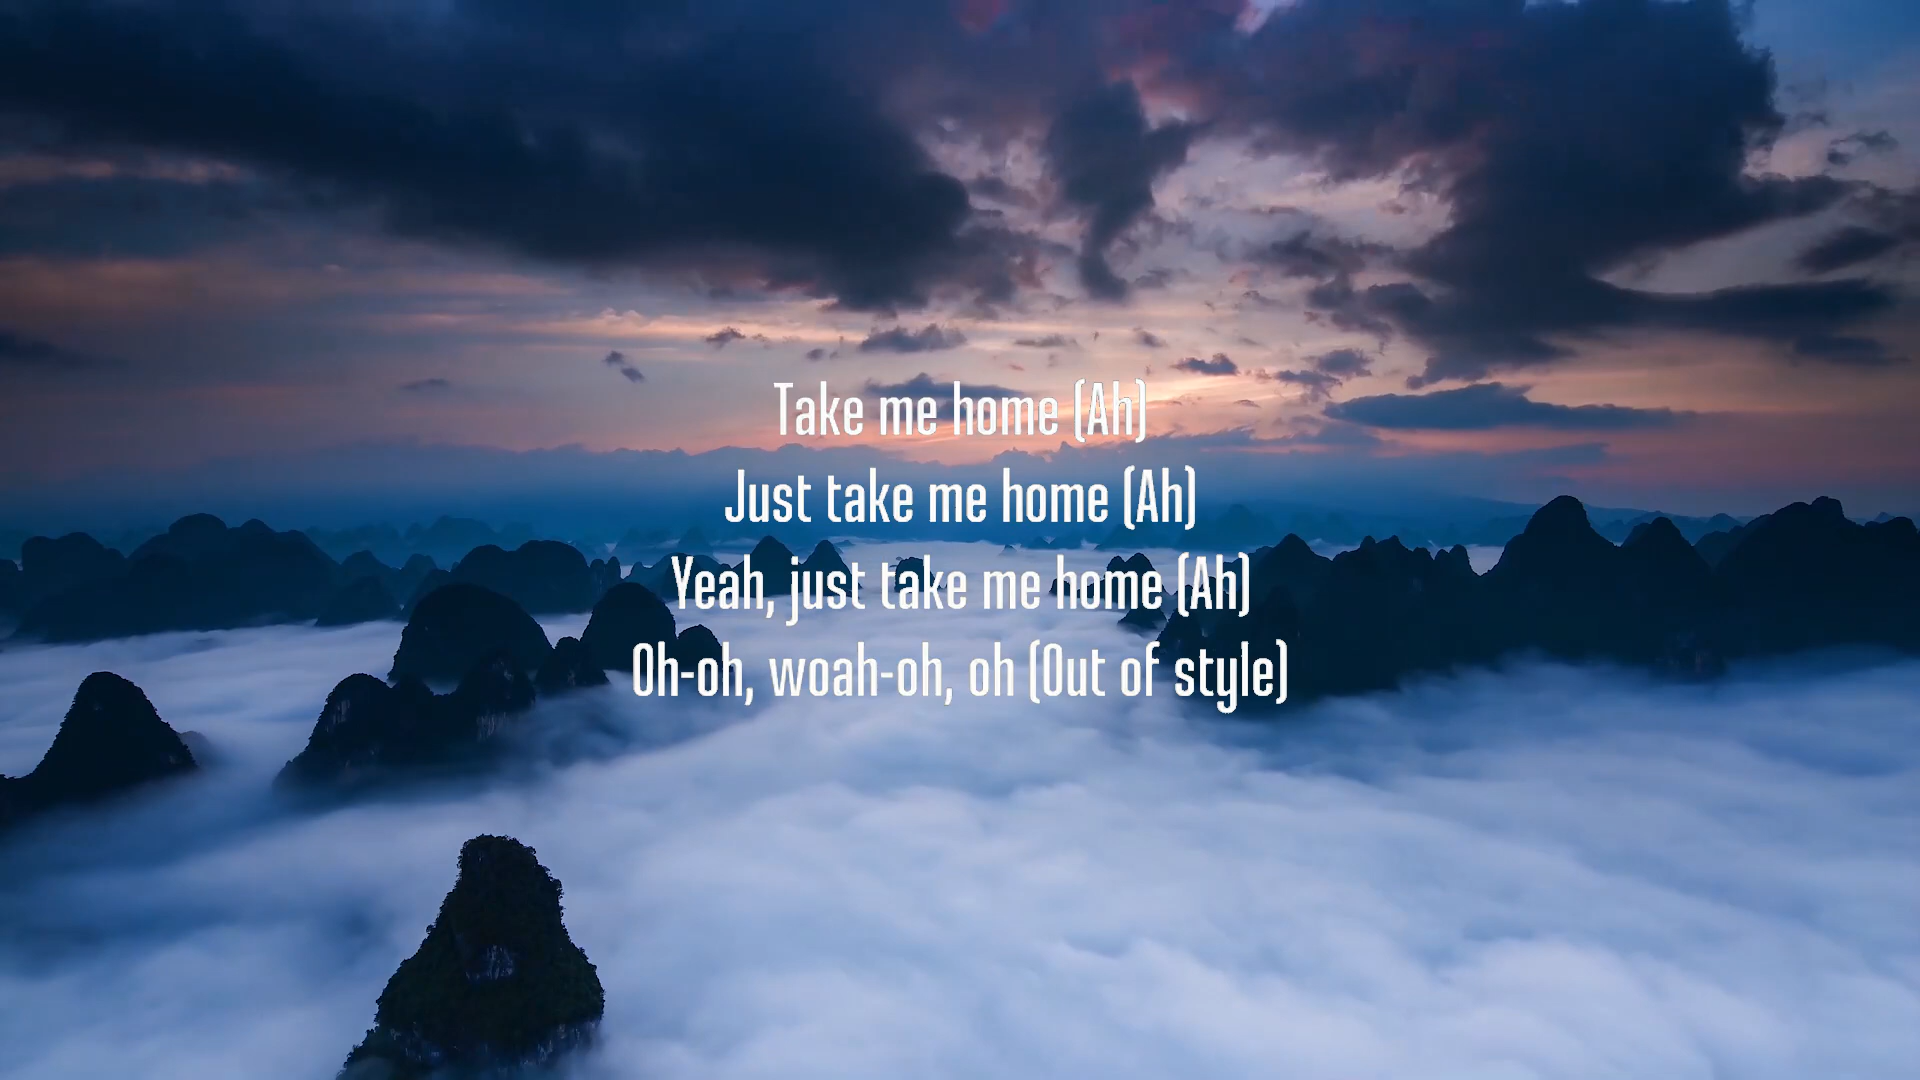 Take me home (Ah)
Just take me home (Ah)
Yeah, just take me home (Ah)
Oh-oh, woah-oh, oh (Out of style)